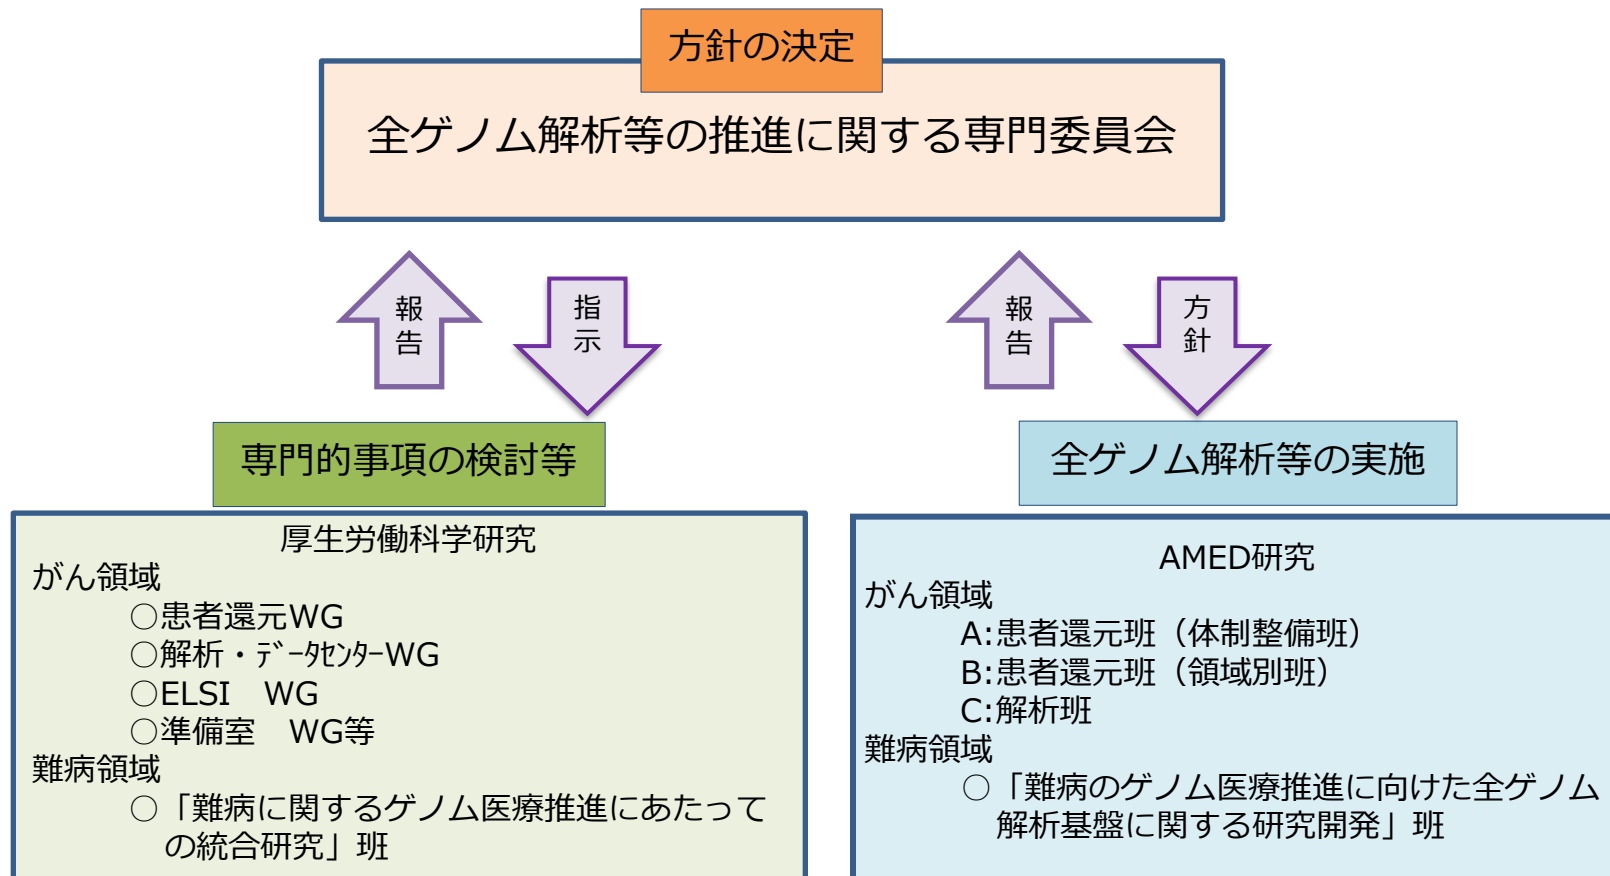 方針の決定
全ゲノム解析等の推進に関する専門委員会
報告
指示
報告
方針
専門的事項の検討等
厚生労働科学研究
がん領域
○患者還元WG
○解析・ﾃﾞｰﾀｾﾝﾀｰWG
○ELSI　WG
○準備室　WG等
難病領域
○「難病に関するゲノム医療推進にあたって
の統合研究」班
全ゲノム解析等の実施
AMED研究
がん領域
A:患者還元班（体制整備班）
B:患者還元班（領域別班）
C:解析班
難病領域
○「難病のゲノム医療推進に向けた全ゲノム
解析基盤に関する研究開発」班